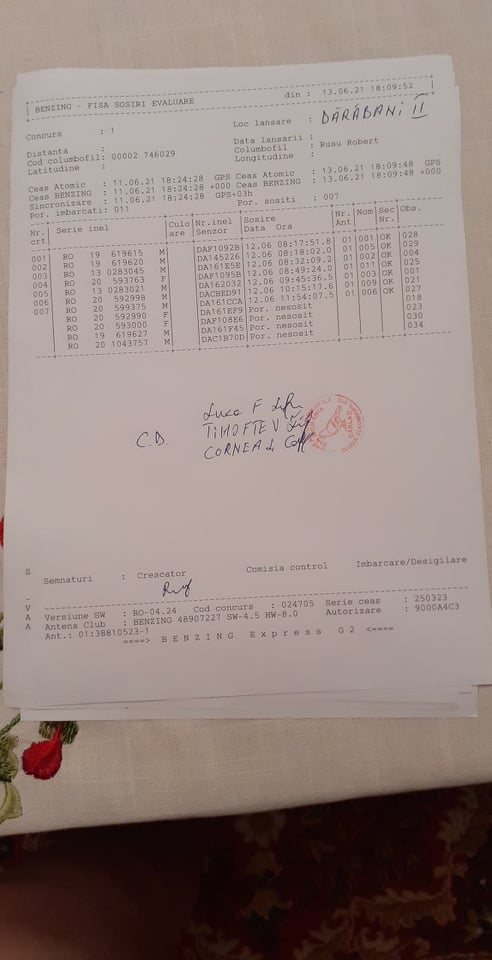 BENZING - FISA SOSIRI EVALUARE din : 13.06.21 18:09:52
Concurs : 1 Loc lansare : DĂRĂBANI II
Distanta : Data lansarii :
Cod columbofil: 00002 746029 Columbofil : Rusu Robert
Latitudine : Longitudine :
Ceas Atomic : 11.06.21 18:24:28 GPS Ceas Atomic : 13.06.21 18:09:48 GPS
Ceas BENZING : 11.06.21 18:24:28 +000 Ceas BENZING : 13.06.21 18:09:48 +000
Sincronizare : 11.06.21 18:24:28 GPS+03h
Por. imbarcati: 011 Por. sositi : 007
Nr. Serie inel Culo Nr.inel Sosire Nr. Nom Sec Obs.
crt are Senzor Data Ora Ant Nr.
001 RO 19 619615 M DAF1092B 12.06 08:17:51.8 01 001 OK 028
002 RO 19 619620 M DA145226 12.06 08:18:02.0 01 005 OK 029
003 RO 13 0283045 M DA161E5E 12.06 08:32:09.2 01 002 OK 004
004 RO 20 593763 F DAF1095B 12.06 08:49:24.0 01 011 OK 025
005 RO 13 0283021 M DA162032 12.06 09:45:36.5 01 003 OK 001
006 RO 20 592998 M DACBED91 12.06 10:15:17.6 01 009 OK 021
007 RO 20 599375 M DA161CCA 12.06 11:54:07.5 01 006 OK 027
RO 20 592990 F DA161EF9 Por. nesosit 018
RO 20 593000 F DAF108E6 Por. nesosit 023
RO 19 619627 M DA161F45 Por. nesosit 030
RO 20 1043757 M DAC1B70D Por. nesosit 034
C.D.
Luca F
TIMOFTE V
CORNEA L
Semnaturi : Crescator Comisia control Imbarcare/Desigilare
S
-
V
A
A
Versiune SW : RO-04.24 Cod concurs : 024705 Serie ceas : 250323
Antena Club : BENZING 48907227 SW-4.5 HW-8.0 Autorizare : 9000A4C3
Ant.: 01:38810523-1
====> B E N Z I N G E x p r e s s G 2 <====